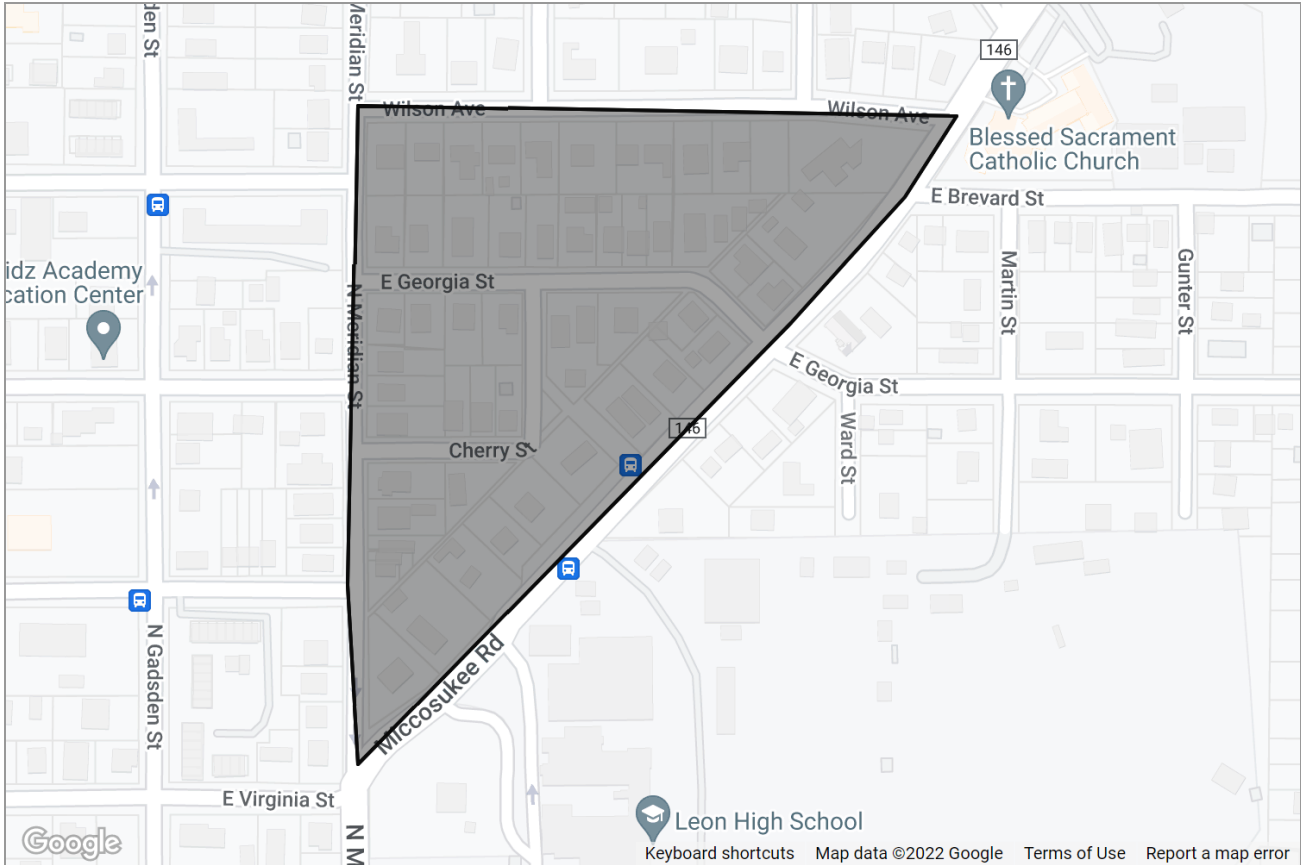 den St
Meridian St
146
Wilson Ave
Wilson Ave
Blessed Sacrament
Catholic Church
E Brevard St
idz Academy
cation Center
E Georgia St
N Meridian St
Martin St
Gunter St
E Georgia St
146
Ward St
Cherry St
N Gadsden St
Miccosukee Rd
E Virginia St
N M
Leon High School
Google
Keyboard shortcuts Map data ©2022 Google Terms of Use Report a map error